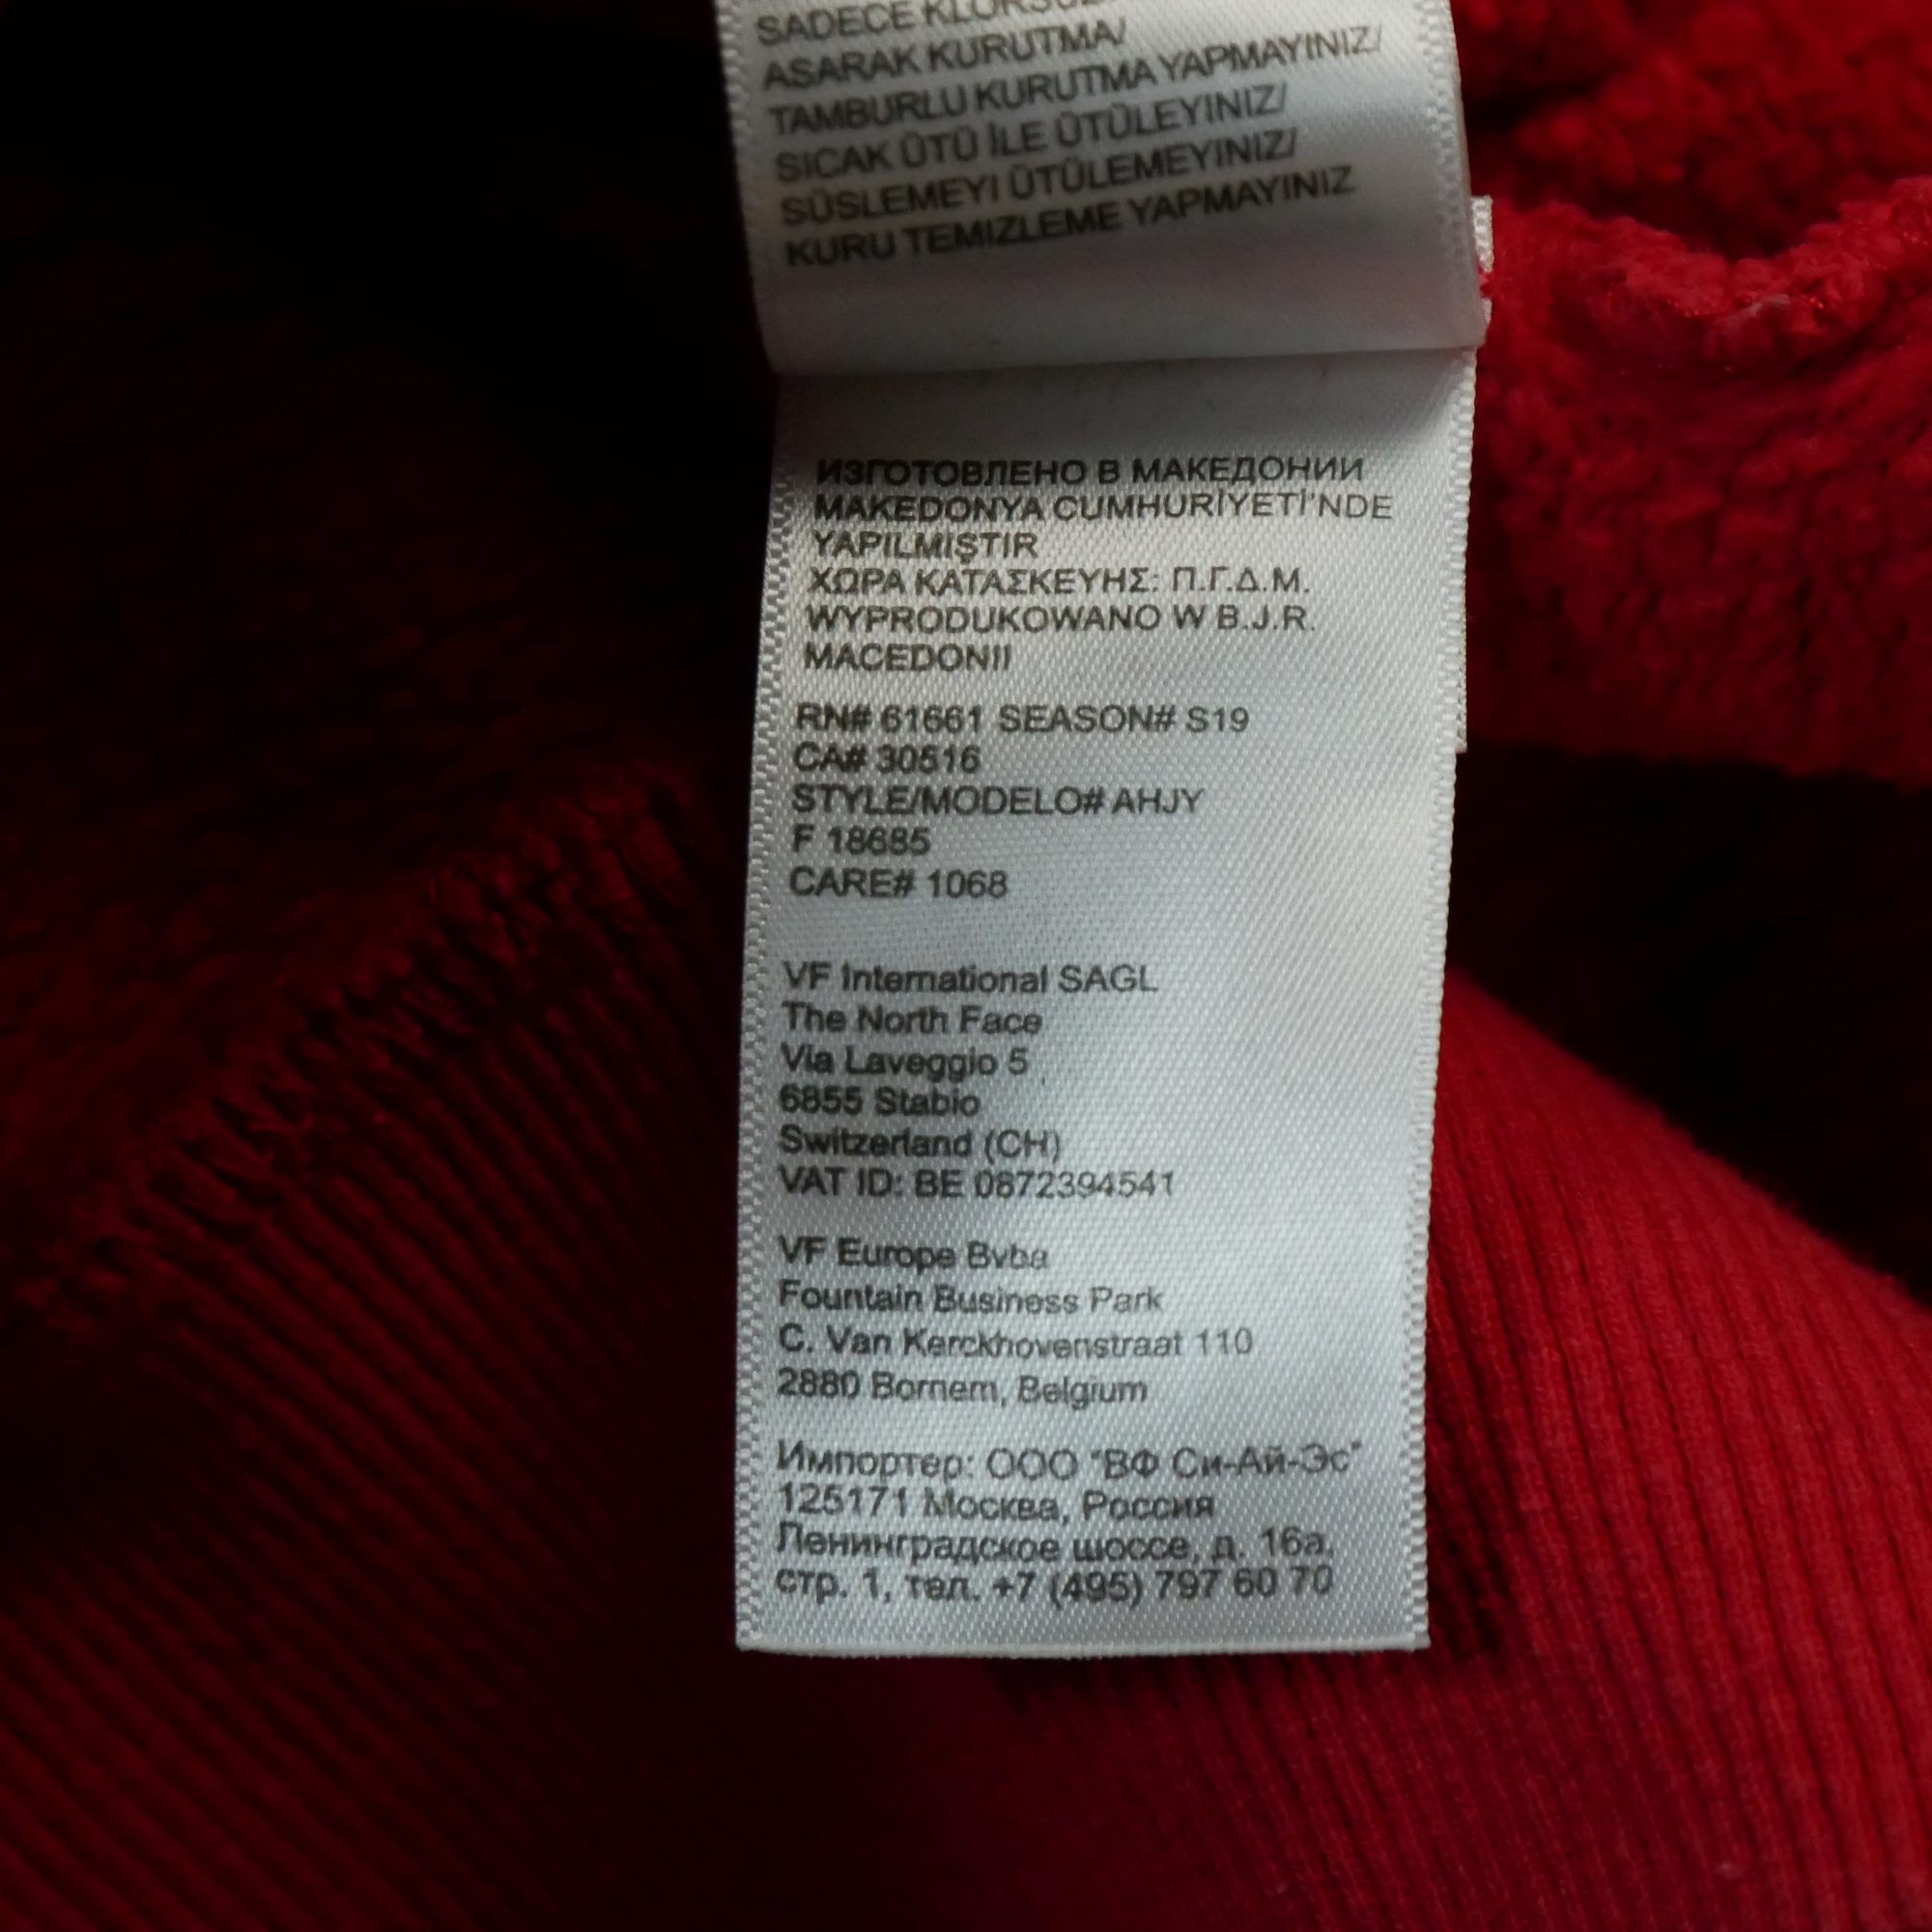 SADECE
ASARAK KURUTMA/
TAMBURLU KURUTMA YAPMAYINIZ/
SICAK ÜTÜ İLE ÜTÜLEYINIZ/
SÜSLEMEYI ÜTÜLEMEYINIZ/
KURU TEMIZLEME YAPMAYINIZ
ИЗГОТОВЛЕНО В МАКЕДОНИИ
MAKEDONYA CUMHURİYETİ'NDE
YAPILMIŞTIR
ΧΩΡΑ ΚΑΤΑΣΚΕΥΗΣ: Π.Γ.Δ.Μ.
WYPRODUKOWANO W B.J.R.
MACEDONII
RN# 61661 SEASON# S19
CA# 30516
STYLE/MODELO# AHJY
F 18685
CARE# 1068
VF International SAGL
The North Face
Via Laveggio 5
6855 Stabio
Switzerland (CH)
VAT ID: BE 0872394541
VF Europe Bvba
Fountain Business Park
C. Van Kerckhovenstraat 110
2880 Bornem, Belgium
Импортер: ООО "ВФ Си-Ай-Эс"
125171 Москва, Россия
Ленинградское шоссе, д. 16а,
стр. 1, тел. +7 (495) 797 60 70